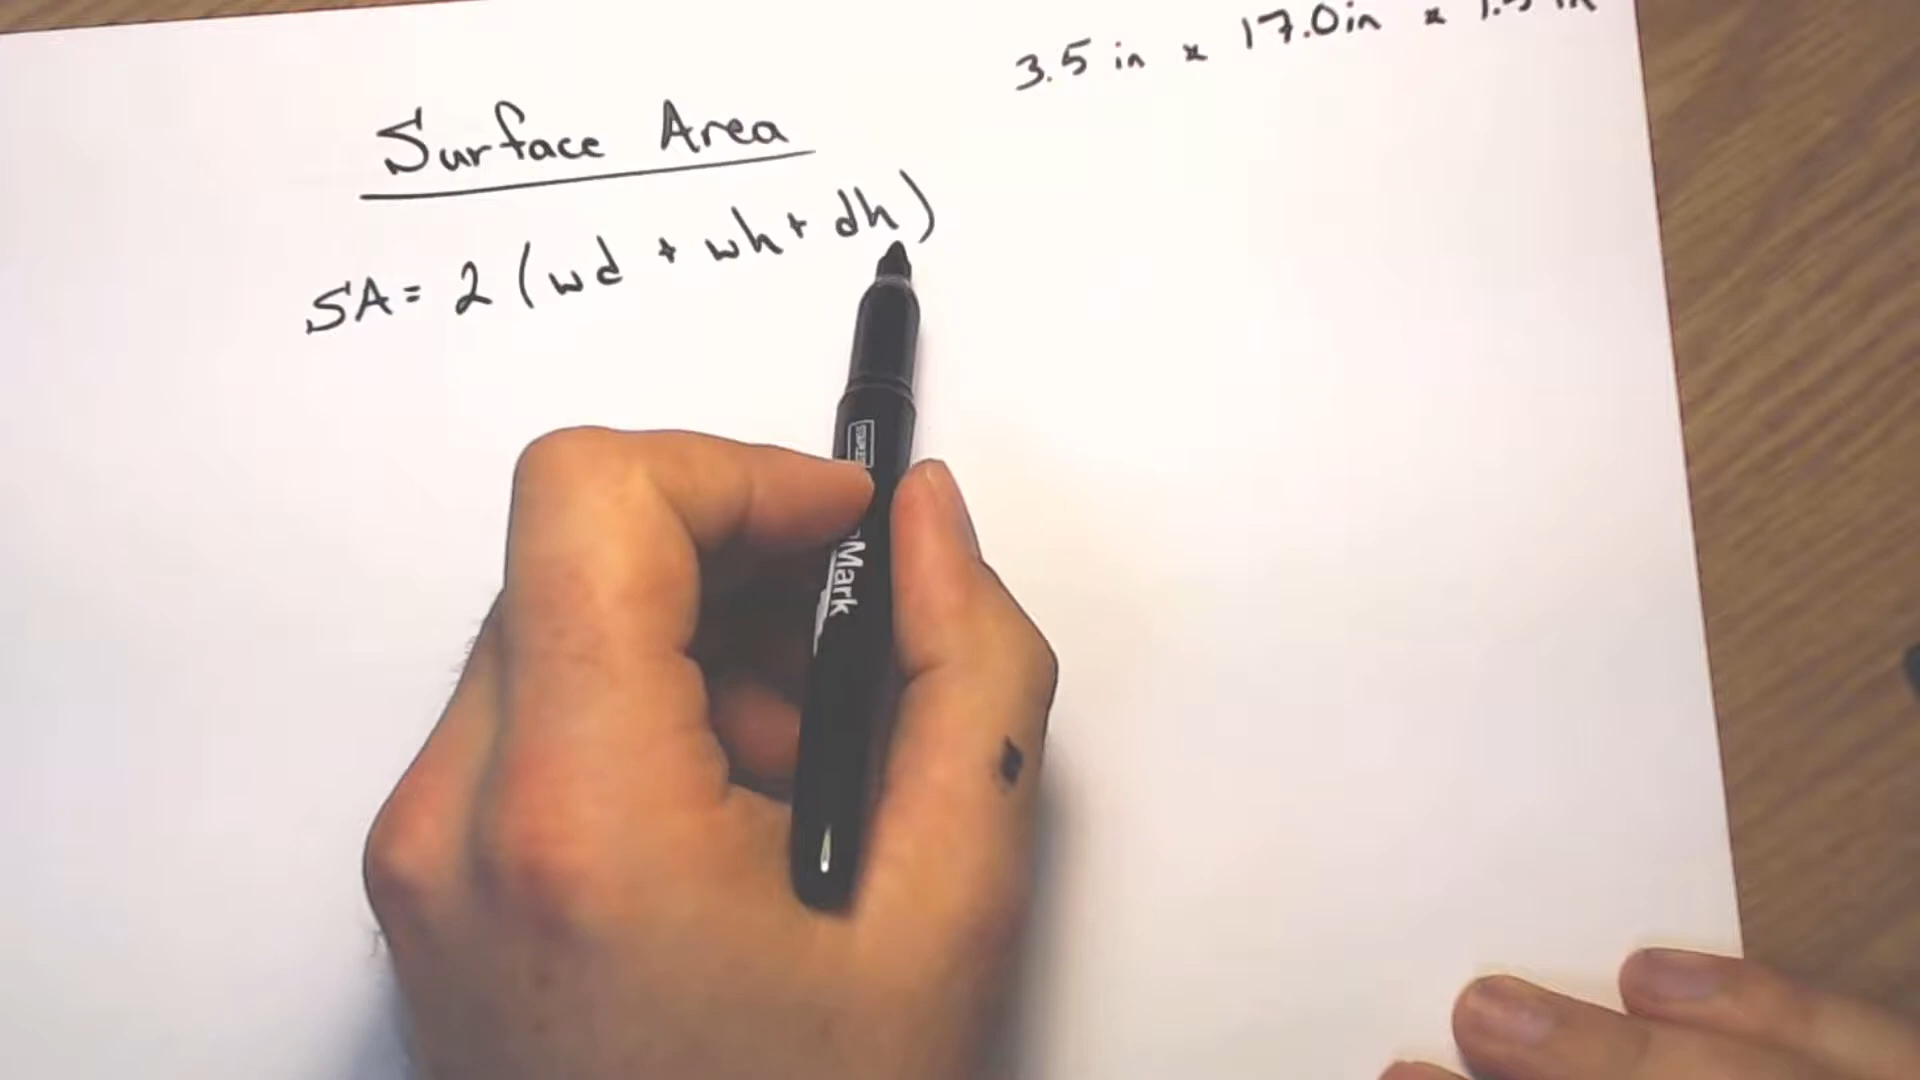 3.5 in x 17.0in x
Surface Area
SA = 2 (wd + wh + dh)
Mark